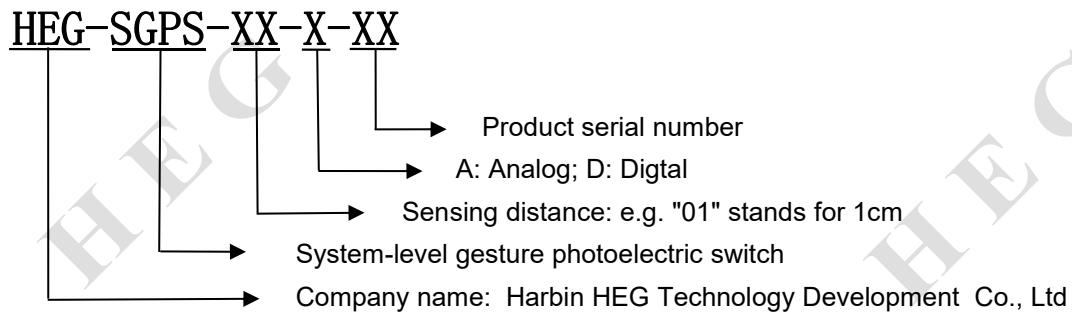 HEG-SGPS-XX-X-XX
Product serial number
A: Analog; D: Digtal
Sensing distance: e.g. "01" stands for 1cm
System-level gesture photoelectric switch
Company name: Harbin HEG Technology Development Co., Ltd
H E G
H E G